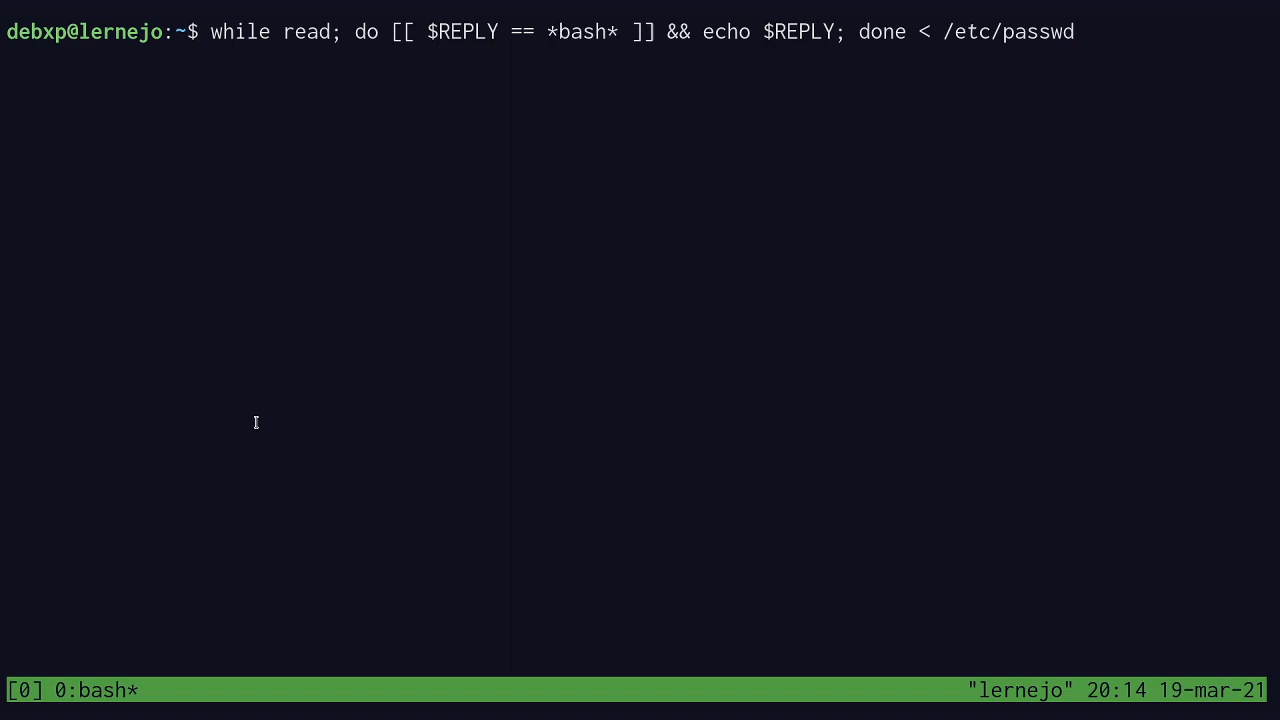 debxp@lernejo:~$ while read; do [[ $REPLY == *bash* ]] && echo $REPLY; done < /etc/passwd
[0] 0:bash* "lernejo" 20:14 19-mar-21